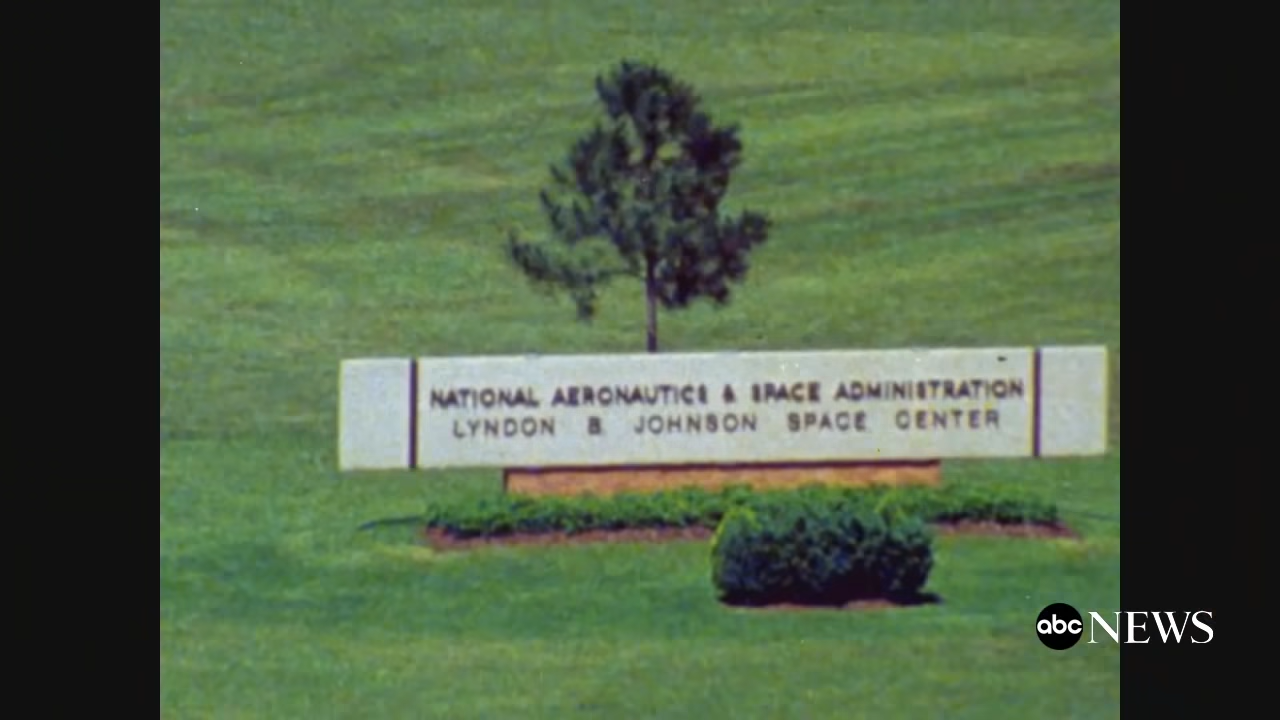 NATIONAL AERONAUTICS & SPACE ADMINISTRATION
LYNDON B. JOHNSON SPACE CENTER
abc NEWS